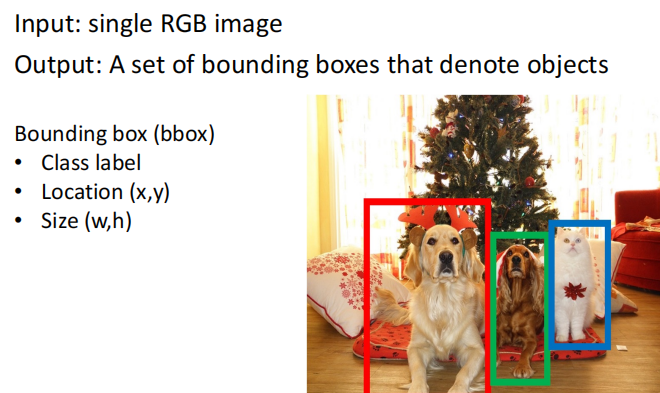 Input: single RGB image
Output: A set of bounding boxes that denote objects
Bounding box (bbox)
• Class label
• Location (x,y)
• Size (w,h)